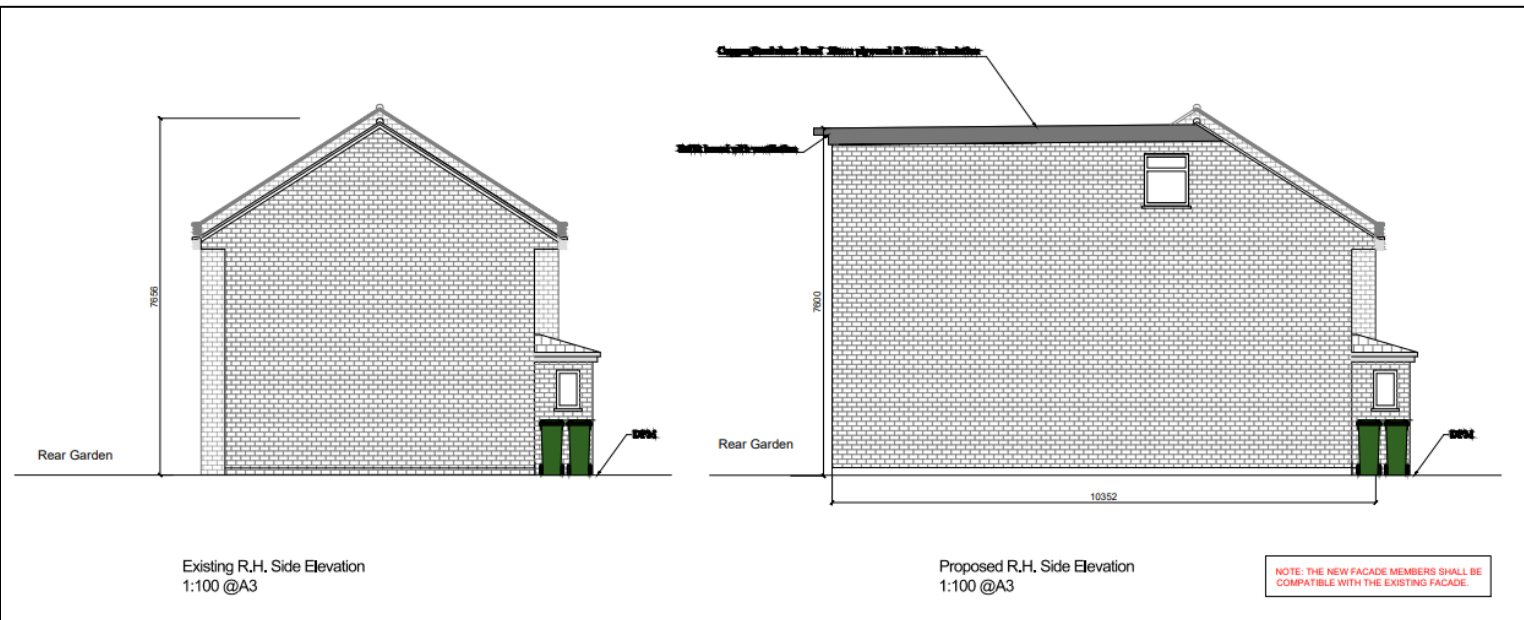 7656
Rear Garden
DPM
Existing R.H. Side Elevation
1:100 @A3
7600
Rear Garden
10352
DPM
Proposed R.H. Side Elevation
1:100 @A3
NOTE: THE NEW FACADE MEMBERS SHALL BE
COMPATIBLE WITH THE EXISTING FACADE.